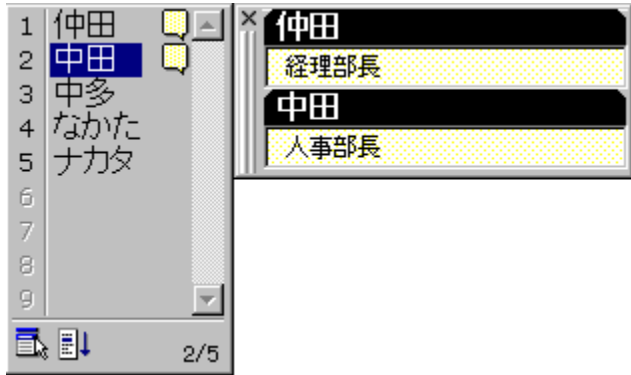 1 仲田
2 中田
3 中多
4 なかた
5 ナカタ
6
7
8
9
2/5
仲田
経理部長
中田
人事部長